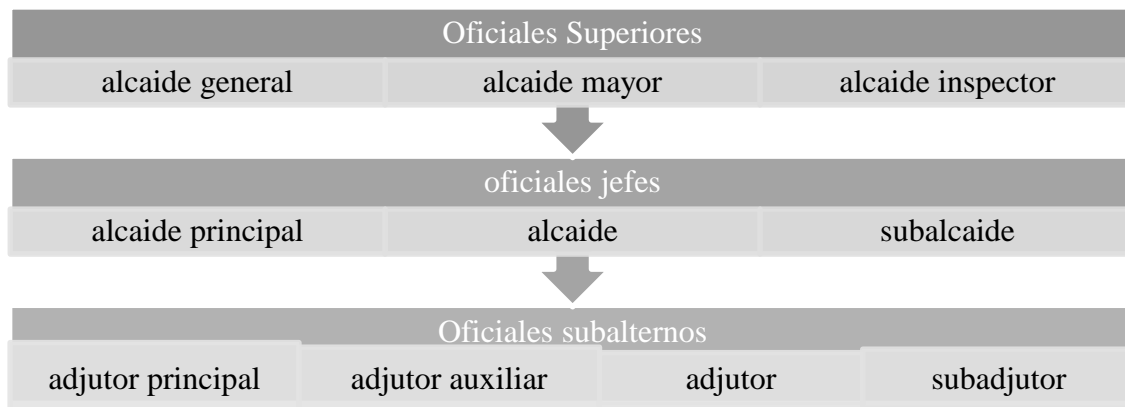 Oficiales Superiores
alcaide general alcaide mayor alcaide inspector
oficiales jefes
alcaide principal alcaide subalcaide
Oficiales subalternos
adjutor principal adjutor auxiliar adjutor subadjutor